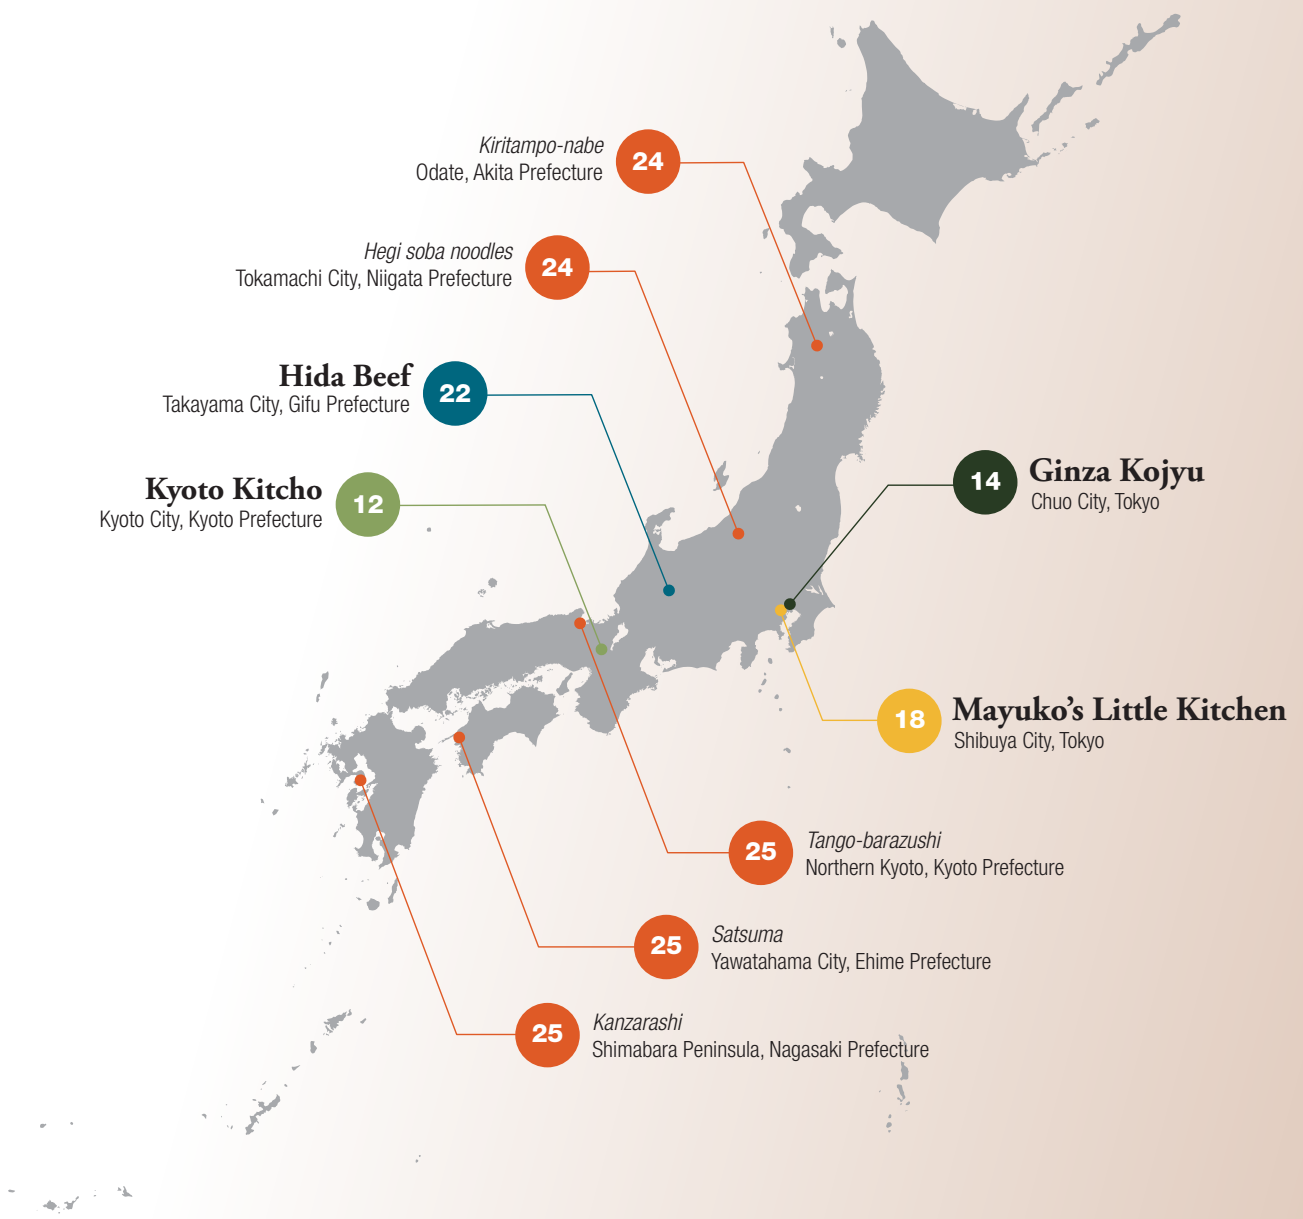 Kiritampo-nabe
Odate, Akita Prefecture
24
Hegi soba noodles
Tokamachi City, Niigata Prefecture
24
Hida Beef
Takayama City, Gifu Prefecture
22
Kyoto Kitcho
Kyoto City, Kyoto Prefecture
12
14
Ginza Kojyu
Chuo City, Tokyo
18
Mayuko’s Little Kitchen
Shibuya City, Tokyo
25
Tango-barazushi
Northern Kyoto, Kyoto Prefecture
25
Satsuma
Yawatahama City, Ehime Prefecture
25
Kanzarashi
Shimabara Peninsula, Nagasaki Prefecture